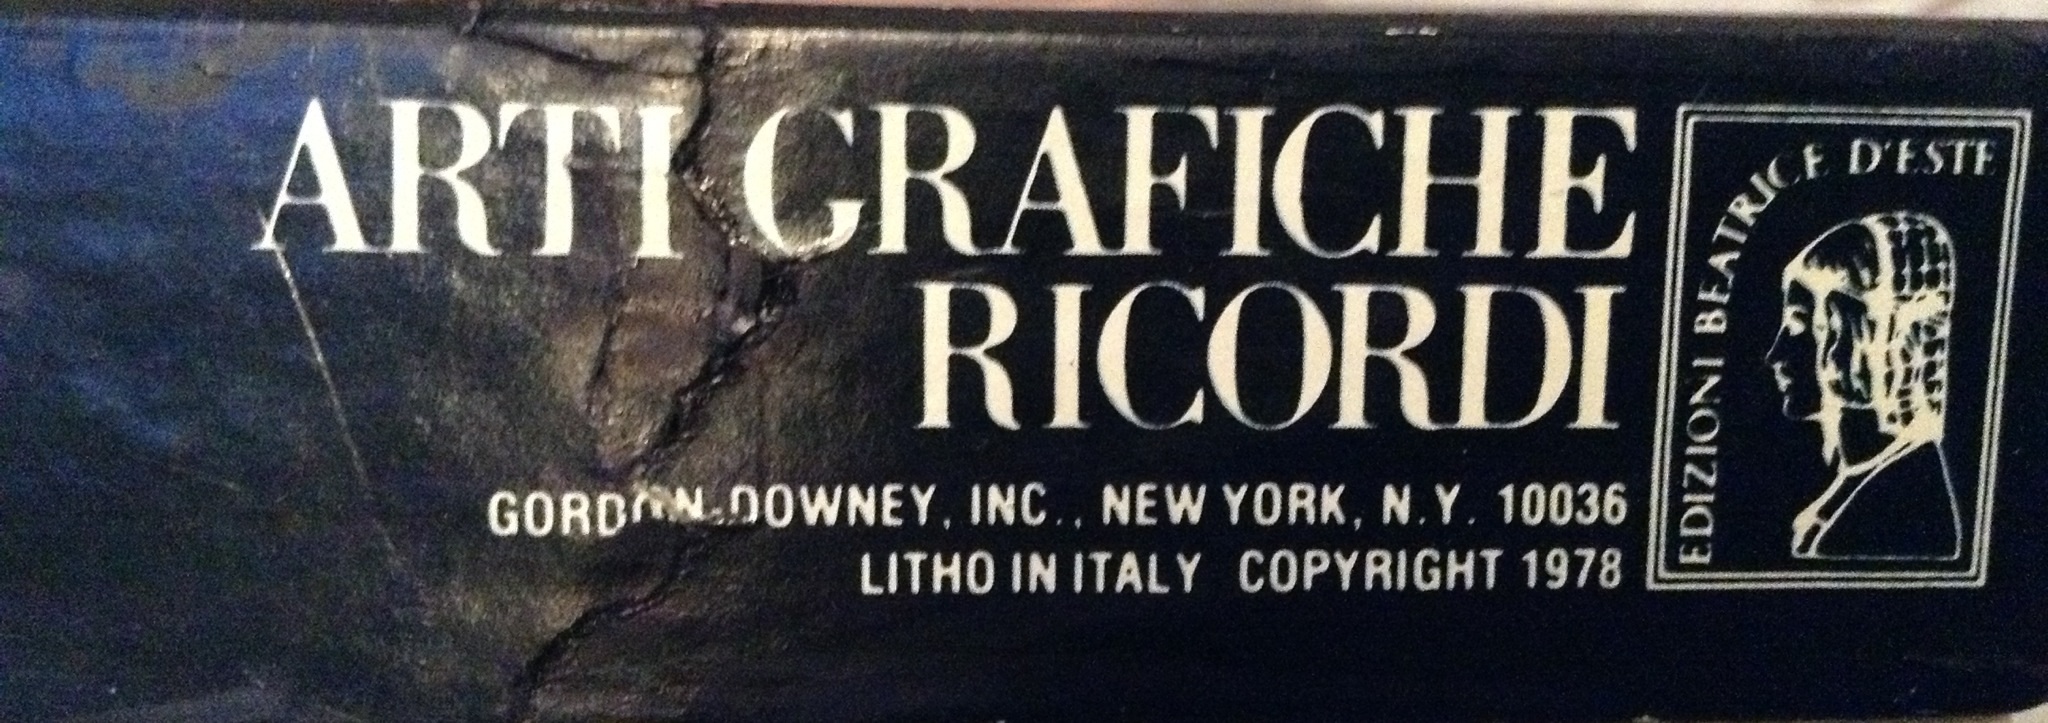 ARTI GRAFICHE
RICORDI
GORDON-DOWNEY, INC., NEW YORK, N.Y. 10036
LITHO IN ITALY COPYRIGHT 1978
EDIZIONI BEATRICE D'ESTE